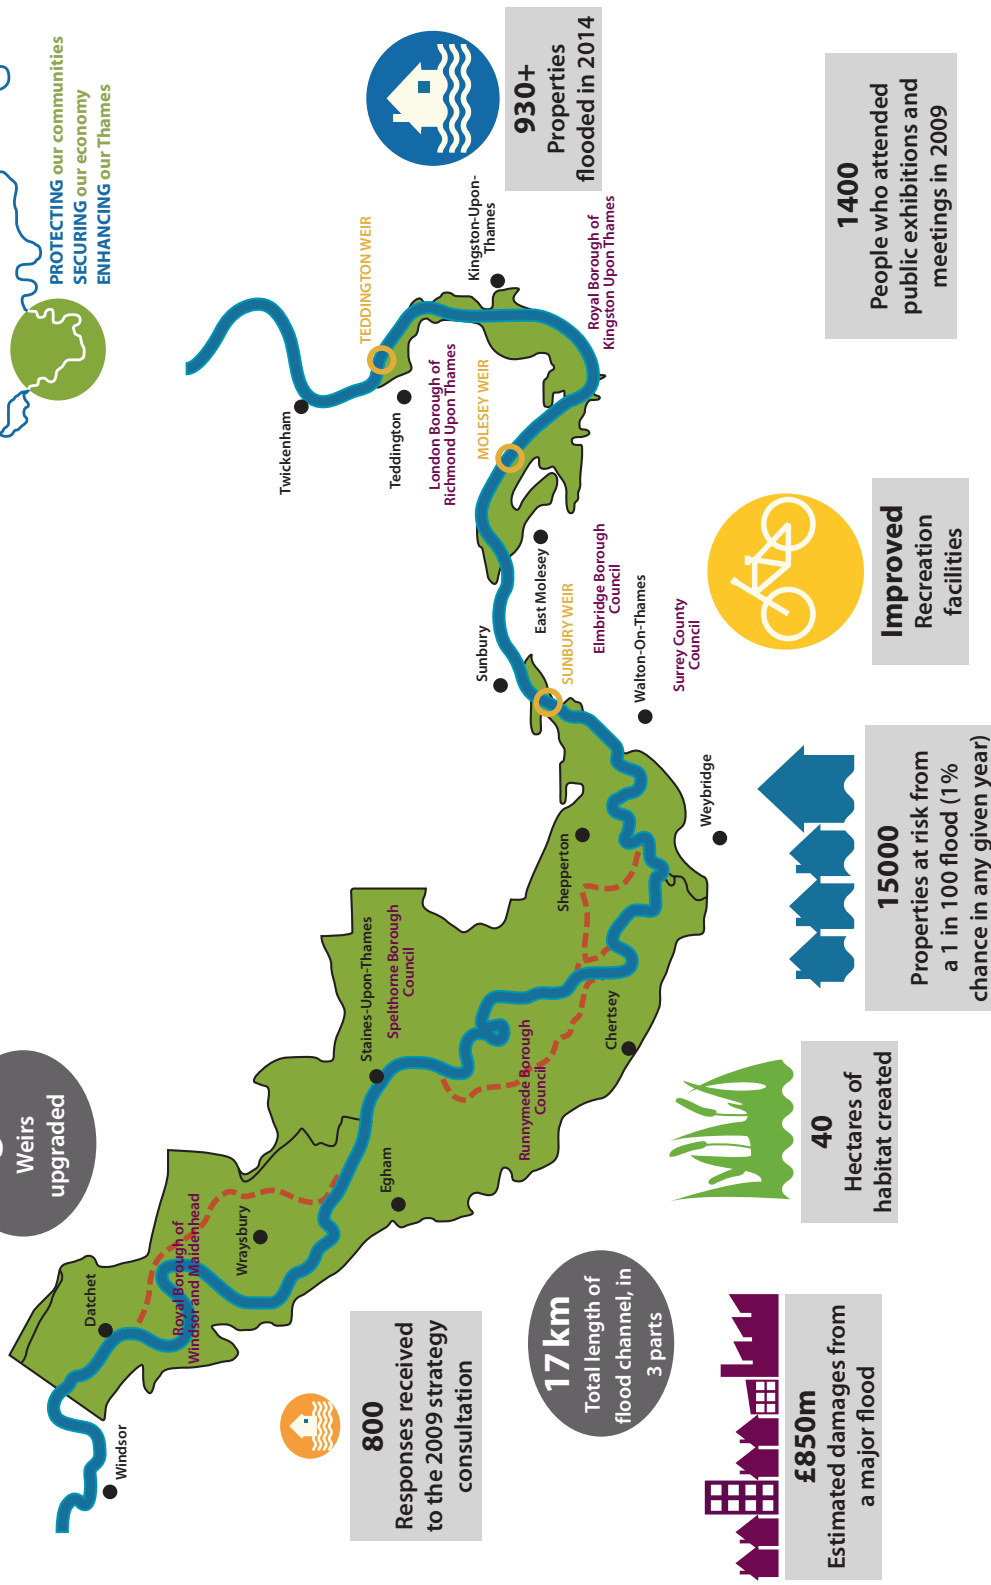 PROTECTING our communities
SECURING our economy
ENHANCING our Thames
Weirs
upgraded
930+
Properties
flooded in 2014
Windsor
Datchet
Royal Borough of
Windsor and Maidenhead
Wraysbury
Egham
Staines-Upon-Thames
Spelthorne Borough
Council
Runnymede Borough
Council
Chertsey
Shepperton
Weybridge
Walton-On-Thames
Surrey County
Council
Sunbury
SUNBURY WEIR
East Molesey
Elmbridge Borough
Council
MOLESEY WEIR
London Borough of
Richmond Upon Thames
Teddington
Twickenham
TEDDINGTON WEIR
Kingston-Upon-
Thames
Royal Borough of
Kingston Upon Thames
800
Responses received
to the 2009 strategy
consultation
17 km
Total length of
flood channel, in
3 parts
£850m
Estimated damages from
a major flood
40
Hectares of
habitat created
15000
Properties at risk from
a 1 in 100 flood (1%
chance in any given year)
Improved
Recreation
facilities
1400
People who attended
public exhibitions and
meetings in 2009